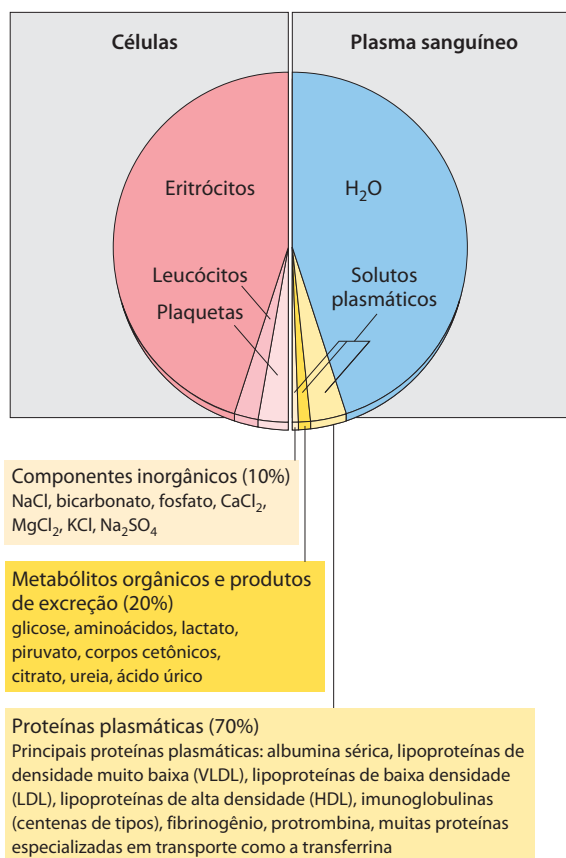 Células
Plasma sanguíneo
Eritrócitos
H₂O
Leucócitos
Plaquetas
Solutos
plasmáticos
Componentes inorgânicos (10%)
NaCl, bicarbonato, fosfato, CaCl₂,
MgCl₂, KCl, Na₂SO₄
Metabólitos orgânicos e produtos
de excreção (20%)
glicose, aminoácidos, lactato,
piruvato, corpos cetônicos,
citrato, ureia, ácido úrico
Proteínas plasmáticas (70%)
Principais proteínas plasmáticas: albumina sérica, lipoproteínas de
densidade muito baixa (VLDL), lipoproteínas de baixa densidade
(LDL), lipoproteínas de alta densidade (HDL), imunoglobulinas
(centenas de tipos), fibrinogênio, protrombina, muitas proteínas
especializadas em transporte como a transferrina